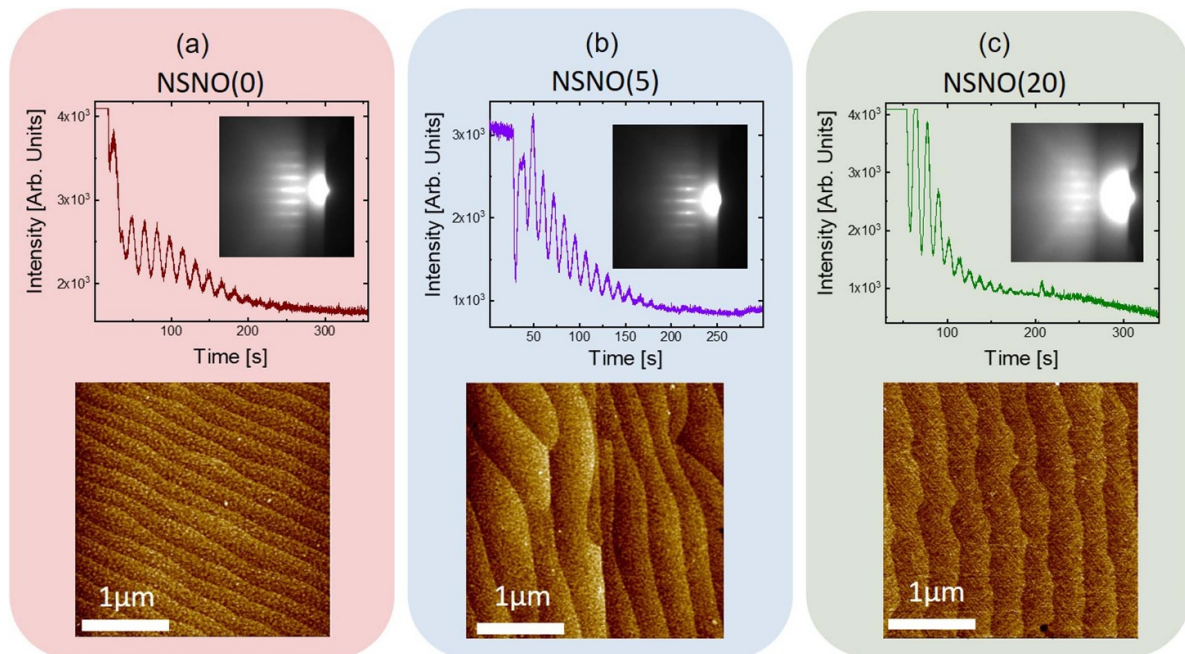 (a)
NSNO(0)
Intensity [Arb. Units]
4x10³
3x10³
2x10³
100 200 300
Time [s]
1µm
(b)
NSNO(5)
Intensity [Arb. Units]
3x10³
2x10³
1x10³
50 100 150 200 250
Time [s]
1µm
(c)
NSNO(20)
Intensity [Arb. Units]
4x10³
3x10³
2x10³
1x10³
100 200 300
Time [s]
1µm